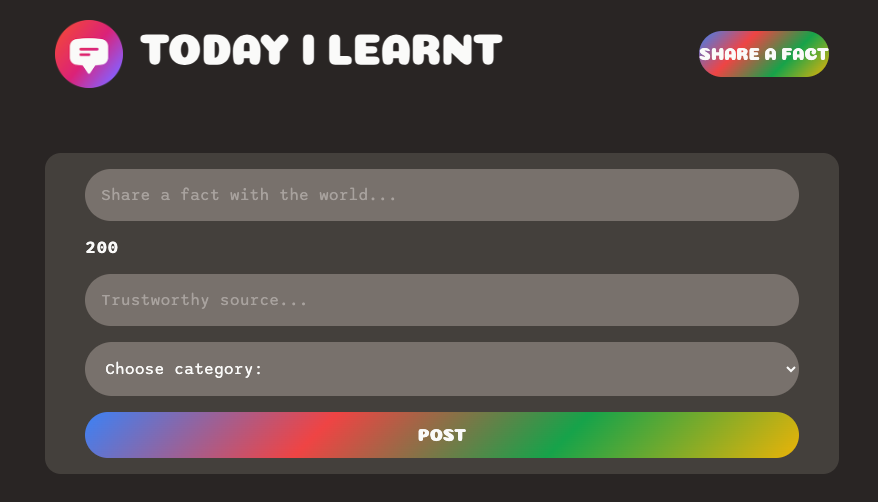 TODAY I LEARNT
SHARE A FACT
Share a fact with the world...
200
Trustworthy source...
Choose category:
POST